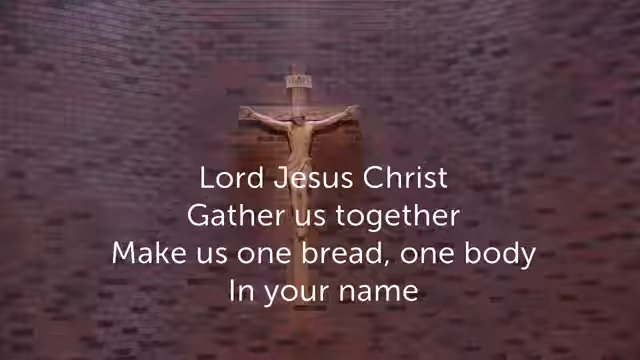 Lord Jesus Christ
Gather us together
Make us one bread, one body
In your name